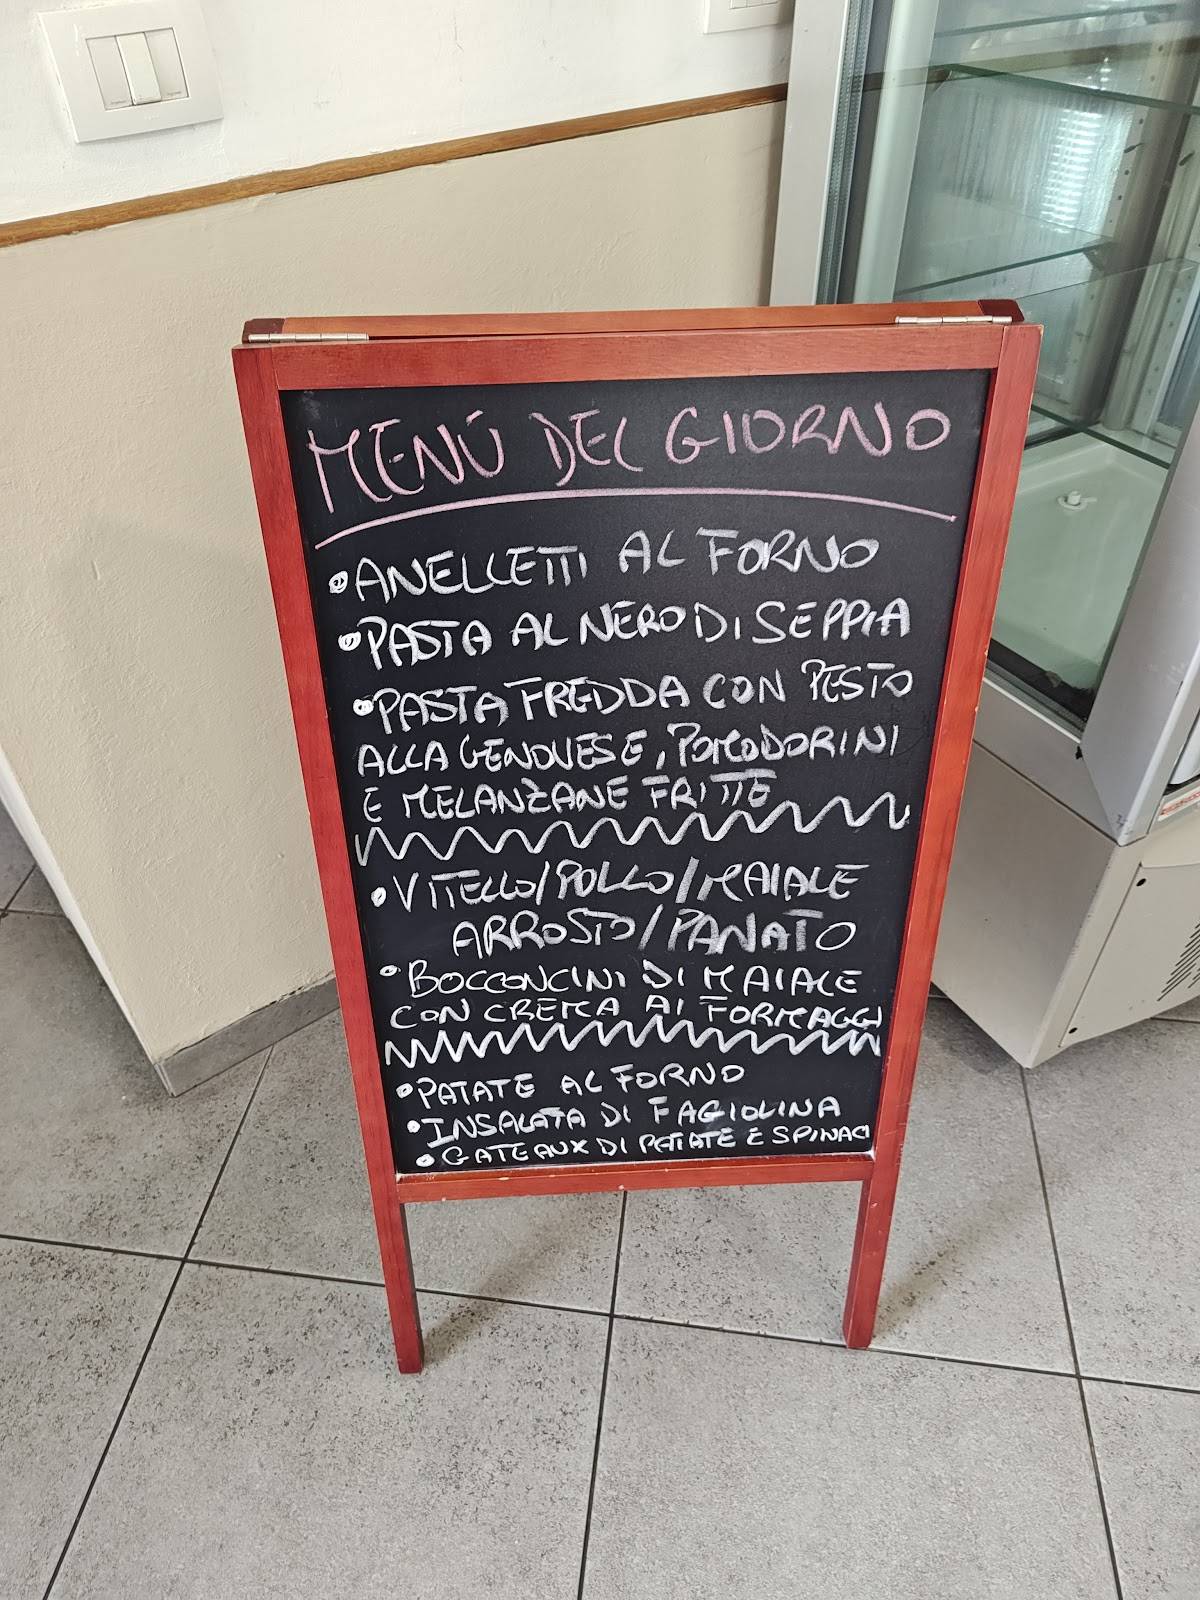 MENÚ DEL GIORNO
• ANELLETTI AL FORNO
• PASTA AL NERO DI SEPPIA
• PASTA FREDDA CON PESTO
ALLA GENOVESE, POMODORINI
E MELANZANE FRITTE
• VITELLO/POLLO/MAIALE
ARROSTO/PANATO
• BOCCONCINI DI MAIALE
CON CREMA AI FORMAGGI
• PATATE AL FORNO
• INSALATA DI FAGIOLINA
• GATEAUX DI PATATE E SPINACI